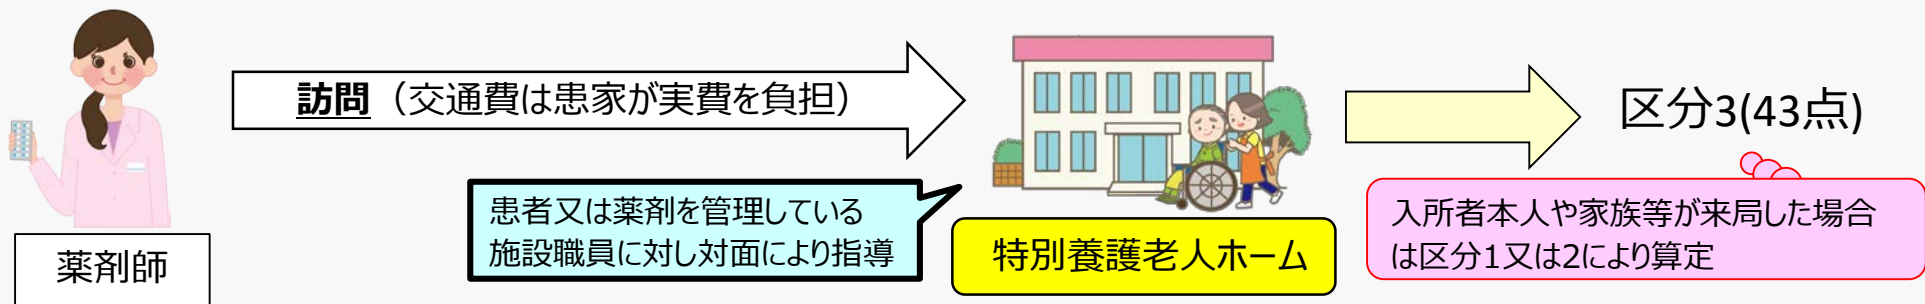 訪問（交通費は患家が実費を負担）
区分3(43点)
患者又は薬剤を管理している
施設職員に対し対面により指導
入所者本人や家族等が来局した場合
は区分1又は2により算定
薬剤師
特別養護老人ホーム